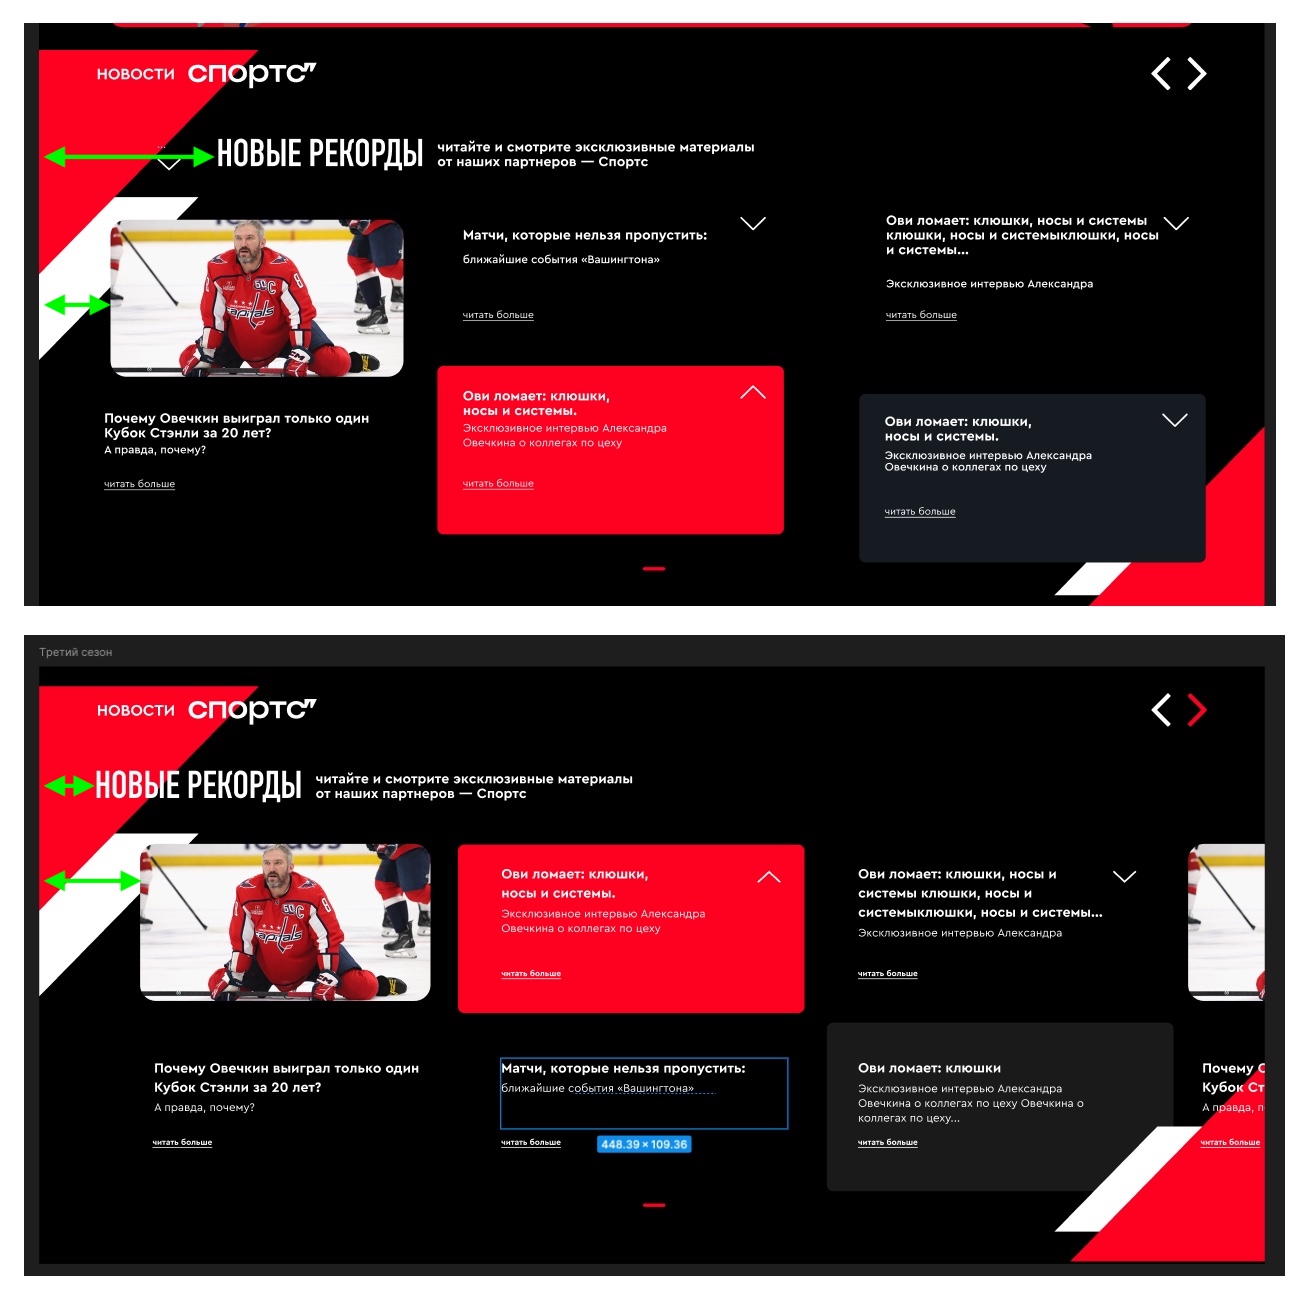 НОВОСТИ спортс”
...
НОВЫЕ РЕКОРДЫ
читайте и смотрите эксклюзивные материалы
от наших партнеров — Спортс
Почему Овечкин выиграл только один
Кубок Стэнли за 20 лет?
А правда, почему?
читать больше
Матчи, которые нельзя пропустить:
ближайшие события «Вашингтона»
читать больше
Ови ломает: клюшки,
носы и системы.
Эксклюзивное интервью Александра
Овечкина о коллегах по цеху
читать больше
Ови ломает: клюшки, носы и системы
клюшки, носы и системыклюшки, носы
и системы...
Эксклюзивное интервью Александра
читать больше
Ови ломает: клюшки,
носы и системы.
Эксклюзивное интервью Александра
Овечкина о коллегах по цеху
читать больше
Третий сезон
НОВОСТИ спортс”
НОВЫЕ РЕКОРДЫ
читайте и смотрите эксклюзивные материалы
от наших партнеров — Спортс
capitals
Почему Овечкин выиграл только один
Кубок Стэнли за 20 лет?
А правда, почему?
читать больше
Ови ломает: клюшки,
носы и системы.
Эксклюзивное интервью Александра
Овечкина о коллегах по цеху
читать больше
Матчи, которые нельзя пропустить:
ближайшие события «Вашингтона»
читать больше
448.39 × 109.36
Ови ломает: клюшки, носы и
системы клюшки, носы и
системыклюшки, носы и системы...
Эксклюзивное интервью Александра
читать больше
Ови ломает: клюшки
Эксклюзивное интервью Александра
Овечкина о коллегах по цеху Овечкина о
коллегах по цеху...
читать больше
Почему
Кубок Ст
А правда, п
читать больше